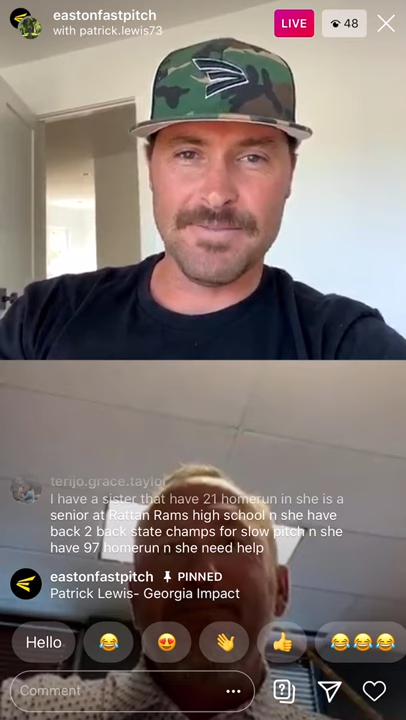 eastonfastpitch
with patrick.lewis73
LIVE
48
terijo.grace.taylor
I have a sister that have 21 homerun in she is a
senior at Rattan Rams high school n she have
back 2 back state champs for slow pitch n she
have 97 homerun n she need help
eastonfastpitch PINNED
Patrick Lewis- Georgia Impact
Hello
Comment